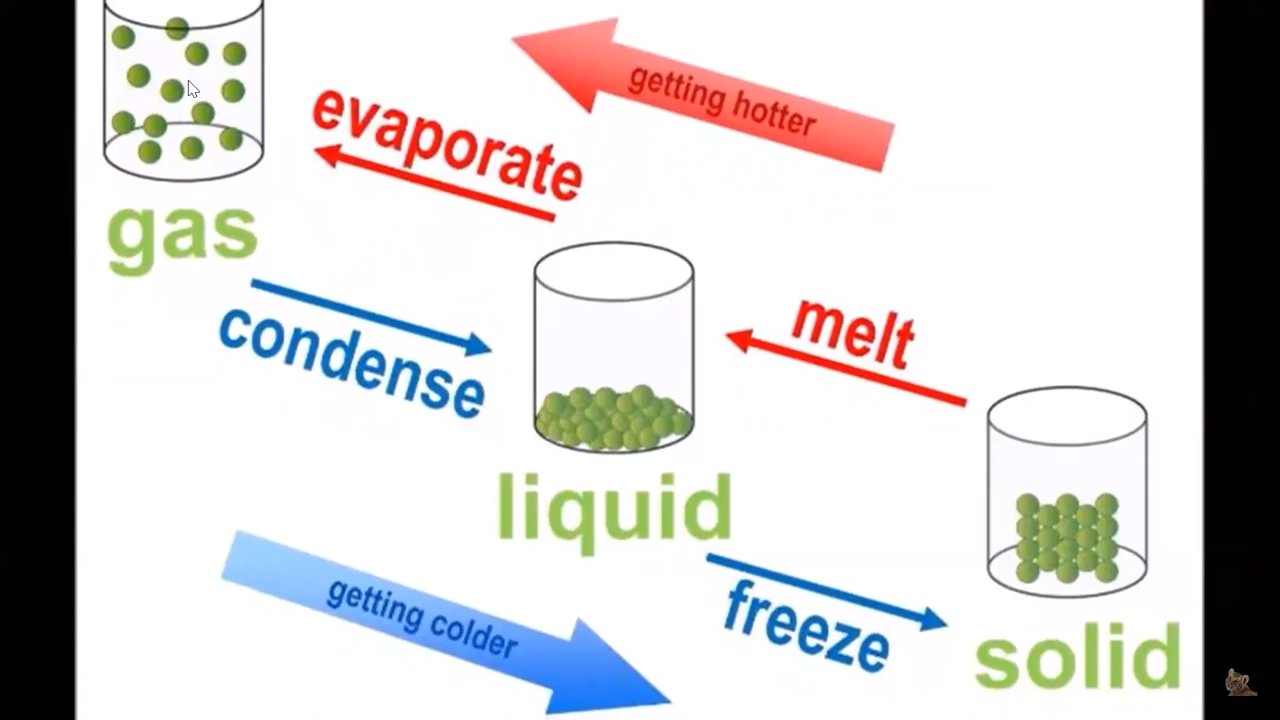 getting hotter
evaporate
gas
condense
melt
liquid
getting colder
freeze
solid